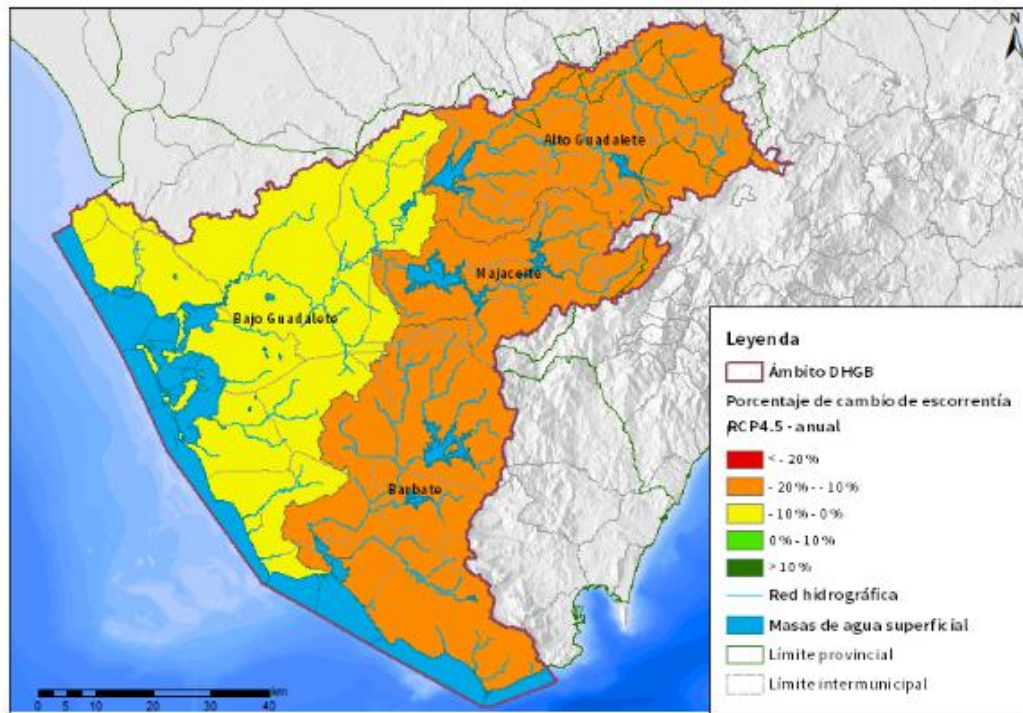 N
Alto Guadalete
Majaceite
Bajo Guadalete
Barbate
Leyenda
Ámbito DHGB
Porcentaje de cambio de escorrentía
RCP4.5 - anual
< - 20%
- 20% - - 10%
- 10% - 0%
0% - 10%
> 10%
Red hidrográfica
Masas de agua superficial
Límite provincial
Límite intermunicipal
km
0 5 10 20 30 40